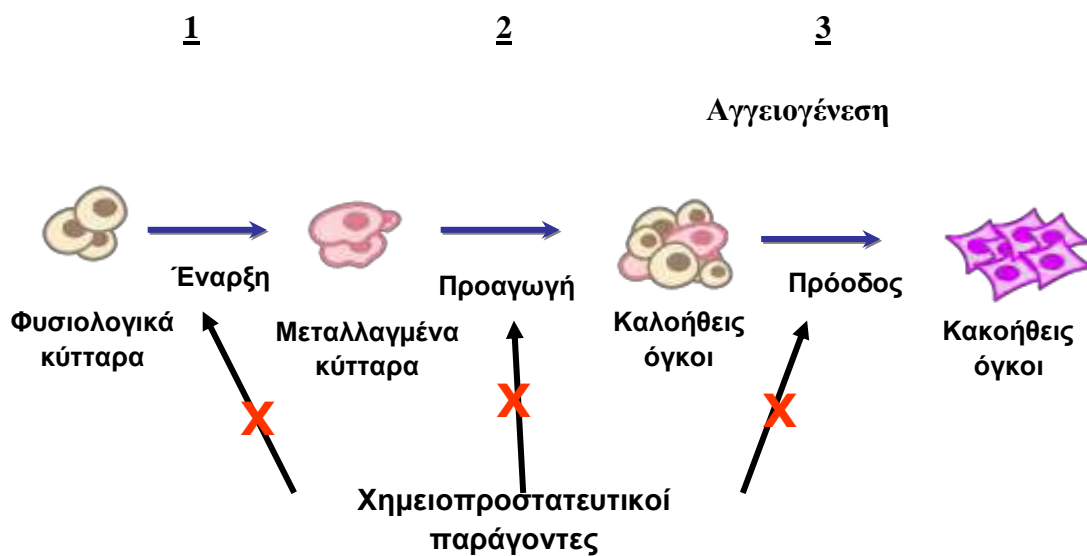 1 2 3
Αγγειογένεση
Έναρξη
Προαγωγή
Πρόοδος
Φυσιολογικά
κύτταρα
Μεταλλαγμένα
κύτταρα
Καλοήθεις
όγκοι
Κακοήθεις
όγκοι
X X X
Χημειοπροστατευτικοί
παράγοντες